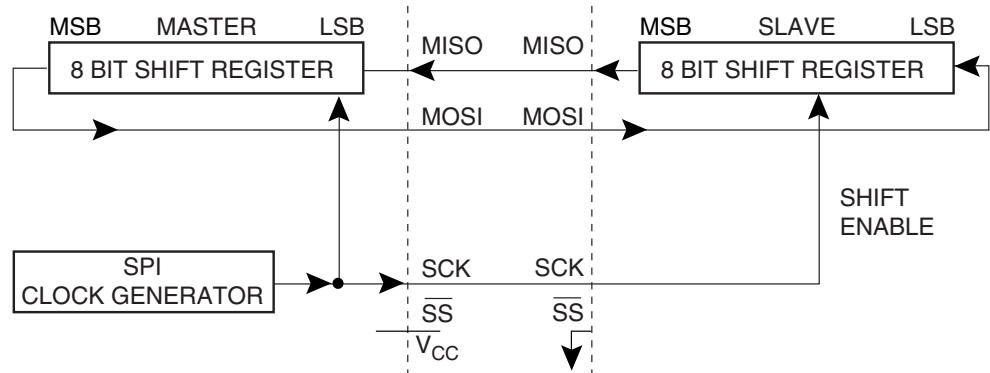 MSB MASTER LSB
8 BIT SHIFT REGISTER
MISO MISO
MSB SLAVE LSB
8 BIT SHIFT REGISTER
MOSI MOSI
SHIFT
ENABLE
SPI
CLOCK GENERATOR
SCK SCK
SS SS
VCC